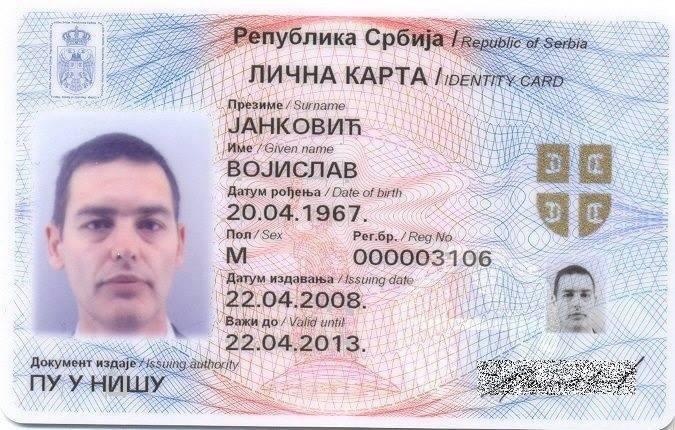 Република Србија / Republic of Serbia
ЛИЧНА КАРТА / IDENTITY CARD
Презиме / Surname
ЈАНКОВИЋ
Име / Given name
ВОЈИСЛАВ
Датум рођења / Date of birth
20.04.1967.
Пол / Sex Рег.бр. / Reg No
М 000003106
Датум издавања / Issuing date
22.04.2008.
Важи до / Valid until
22.04.2013.
Документ издаје / Issuing authority
ПУ У НИШУ